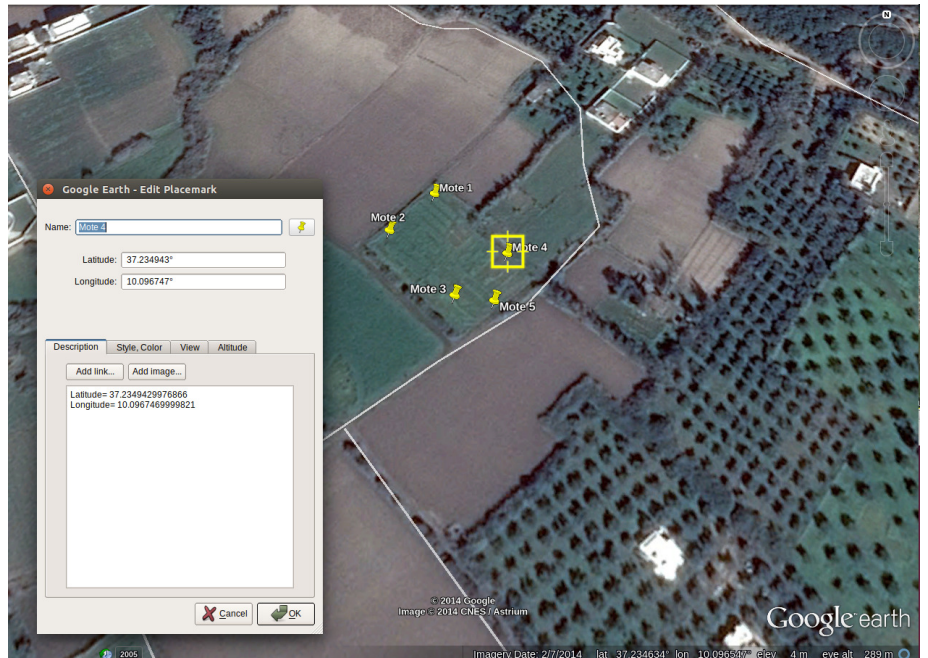 N
Google Earth - Edit Placemark
Name: Mote 4
Latitude: 37.234943°
Longitude: 10.096747°
Description Style, Color View Altitude
Add link... Add image...
Latitude= 37.2349429976866
Longitude= 10.0967469999821
Cancel OK
Mote 1
Mote 2
Mote 4
Mote 3
Mote 5
© 2014 Google
Image © 2014 CNES / Astrium
Google earth
2005
Imagery Date: 2/7/2014 lat 37.234634° lon 10.096547° elev 4 m eye alt 289 m